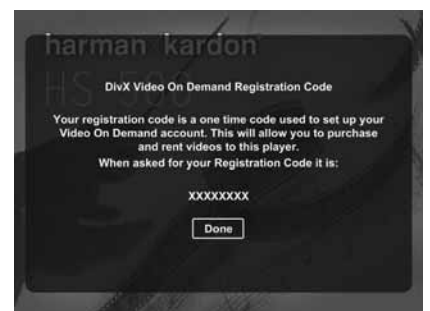 harman kardon
HS 500
DivX Video On Demand Registration Code
Your registration code is a one time code used to set up your
Video On Demand account. This will allow you to purchase
and rent videos to this player.
When asked for your Registration Code it is:
XXXXXXXX
Done